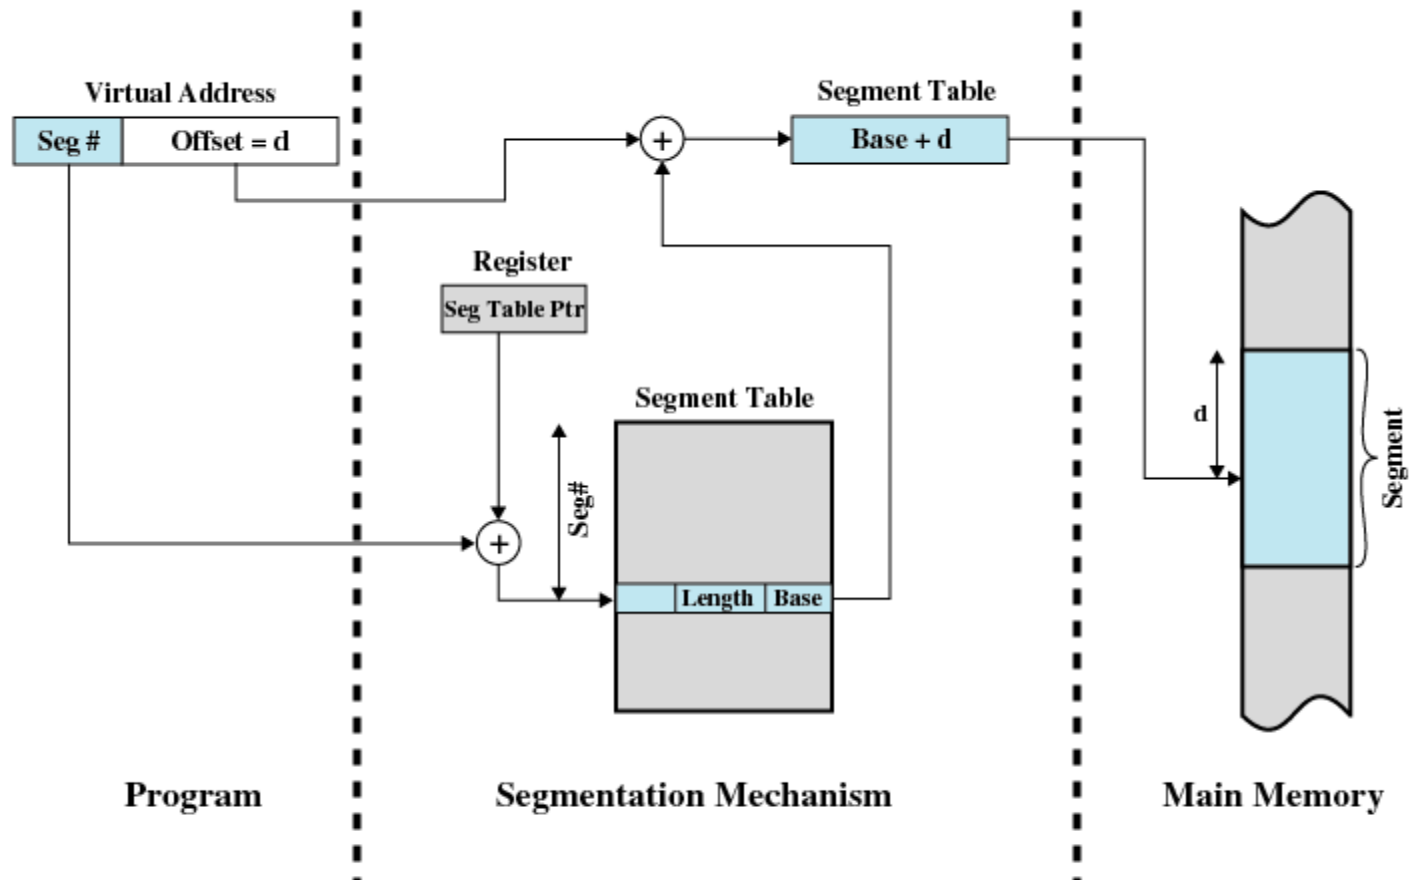 Virtual Address
Seg #
Offset = d
+
Segment Table
Base + d
Register
Seg Table Ptr
Segment Table
Seg#
+
Length
Base
d
Segment
Program
Segmentation Mechanism
Main Memory